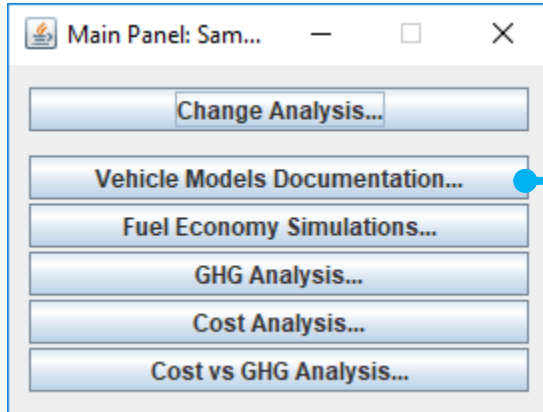 Main Panel: Sam...
Change Analysis...
Vehicle Models Documentation...
Fuel Economy Simulations...
GHG Analysis...
Cost Analysis...
Cost vs GHG Analysis...